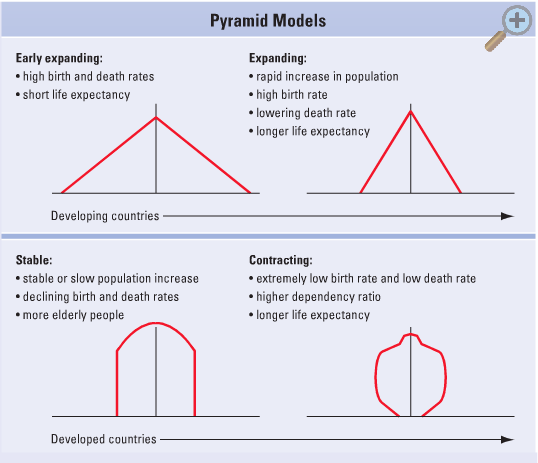 Pyramid Models
Early expanding:
• high birth and death rates
• short life expectancy
Expanding:
• rapid increase in population
• high birth rate
• lowering death rate
• longer life expectancy
Developing countries
Stable:
• stable or slow population increase
• declining birth and death rates
• more elderly people
Contracting:
• extremely low birth rate and low death rate
• higher dependency ratio
• longer life expectancy
Developed countries